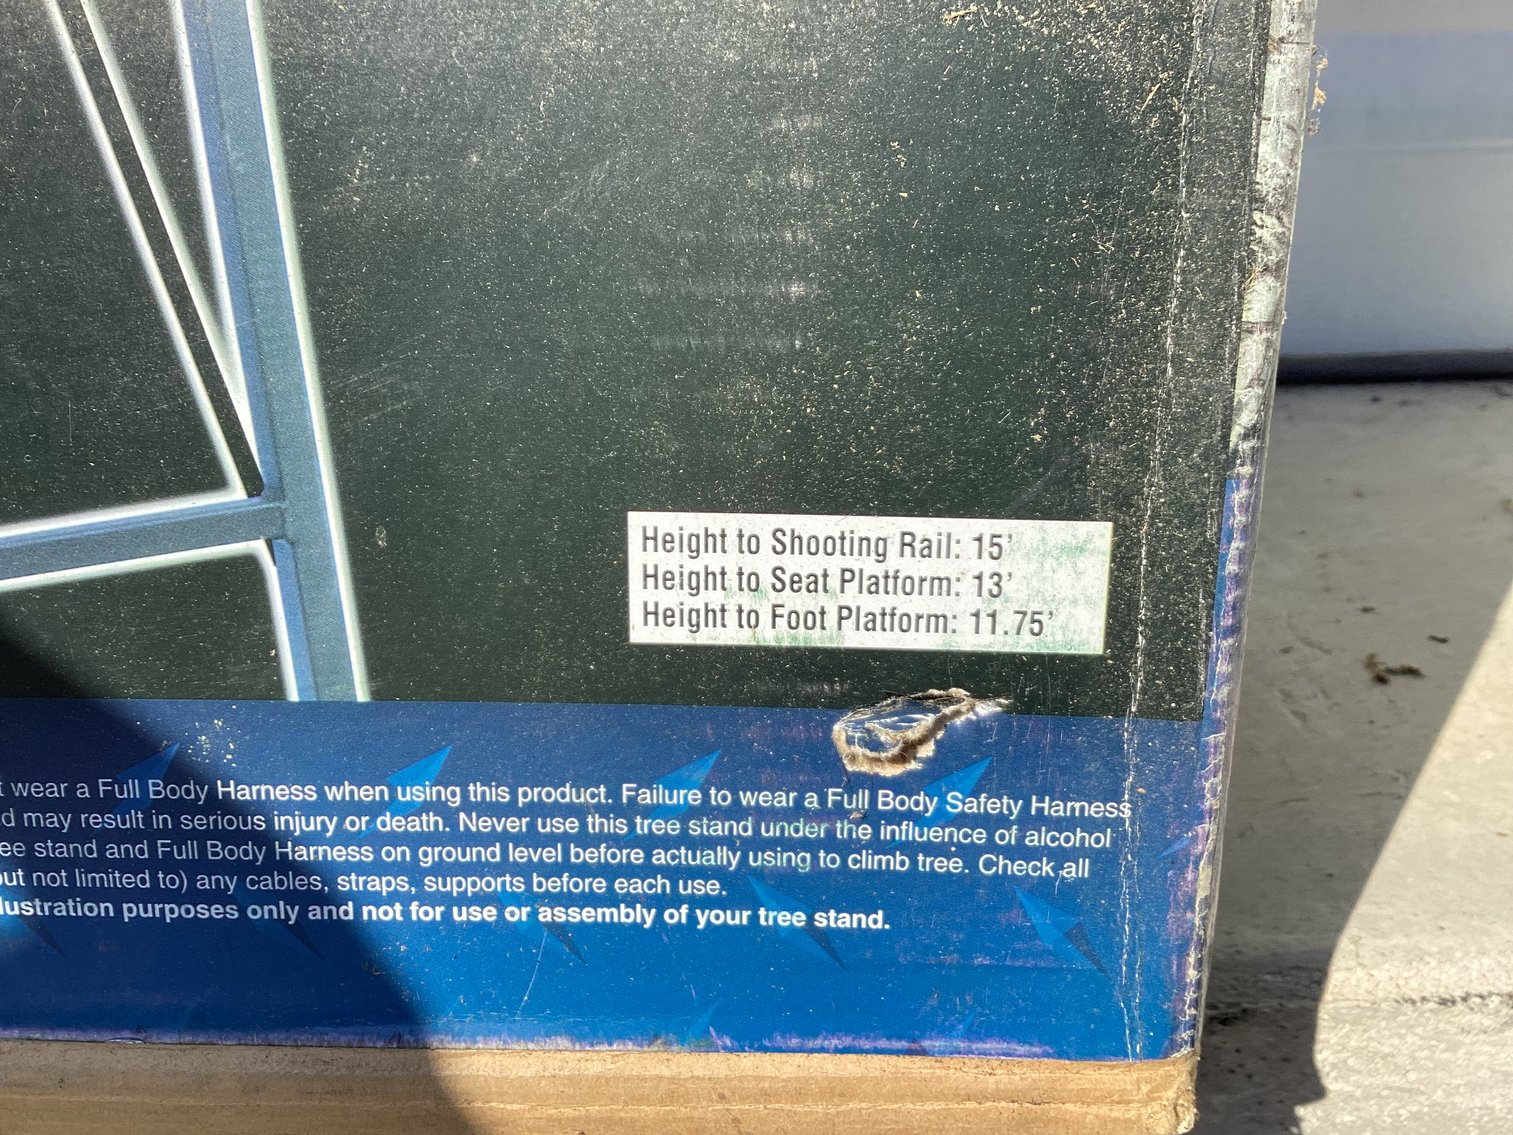 Height to Shooting Rail: 15'
Height to Seat Platform: 13'
Height to Foot Platform: 11.75'
wear a Full Body Harness when using this product. Failure to wear a Full Body Safety Harness
may result in serious injury or death. Never use this tree stand under the influence of alcohol
stand and Full Body Harness on ground level before actually using to climb tree. Check all
not limited to) any cables, straps, supports before each use.
purposes only and not for use or assembly of your tree stand.